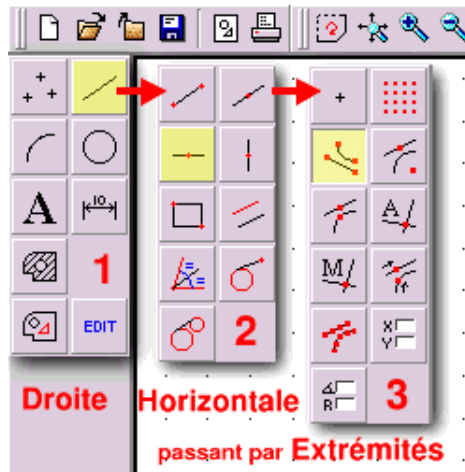 A
10
1
EDIT
2
A
M
X
Y
R
3
Droite
Horizontale
passant par Extrémités